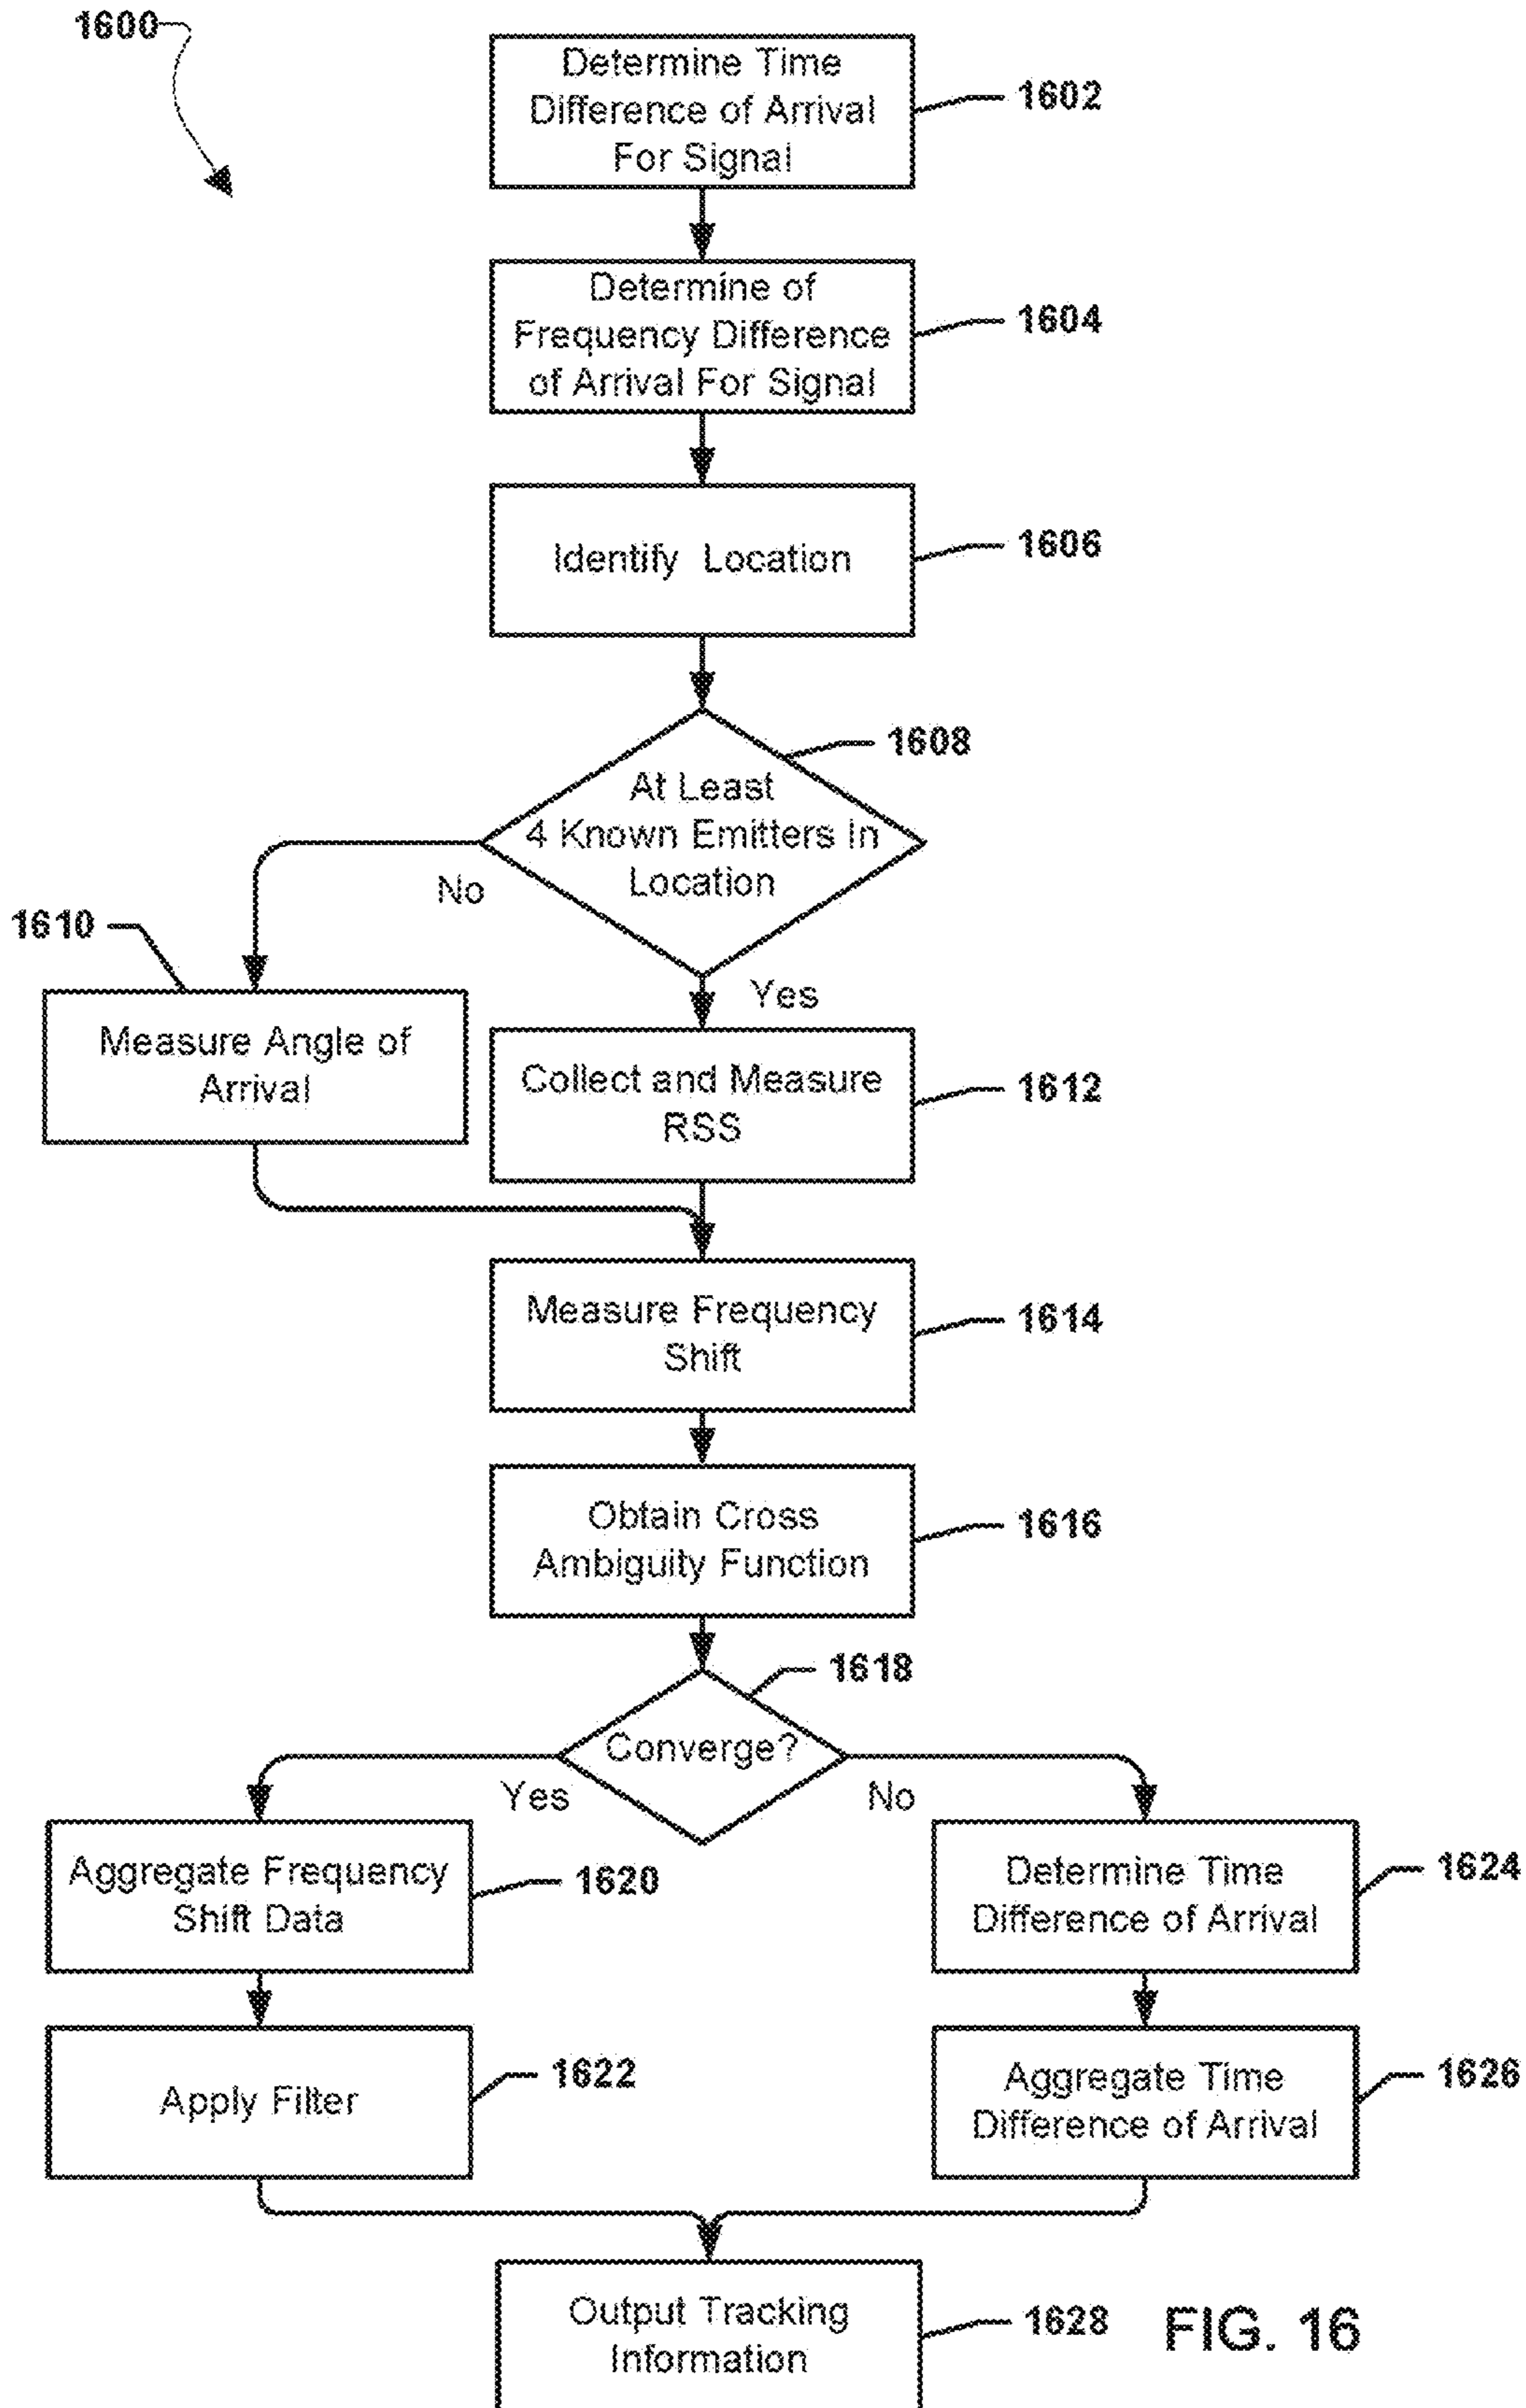 1600
Determine Time
Difference of Arrival
For Signal
1602
Determine of
Frequency Difference
of Arrival For Signal
1604
Identify Location
1606
1608
At Least
4 Known Emitters In
Location
No
Yes
1610
Measure Angle of
Arrival
Collect and Measure
RSS
1612
Measure Frequency
Shift
1614
Obtain Cross
Ambiguity Function
1616
1618
Converge?
Yes
No
Aggregate Frequency
Shift Data
1620
Determine Time
Difference of Arrival
1624
Apply Filter
1622
Aggregate Time
Difference of Arrival
1626
Output Tracking
Information
1628
FIG. 16